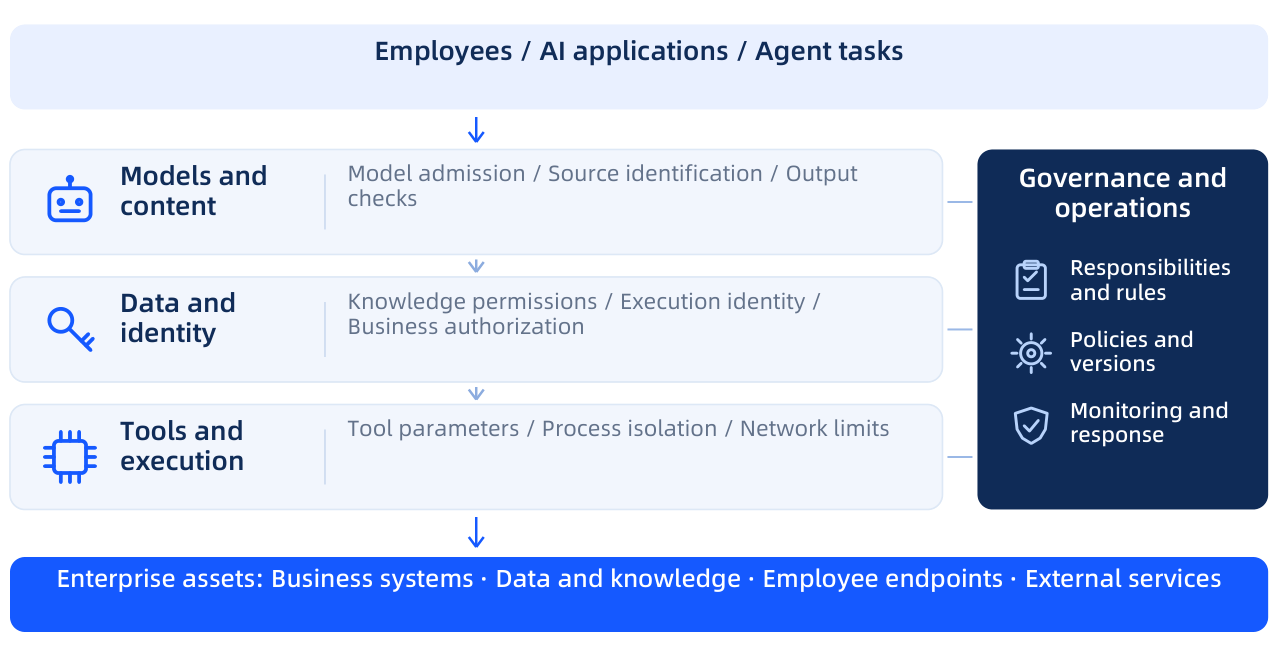 Employees / AI applications / Agent tasks
Models and
content
Model admission / Source identification / Output
checks
Data and
identity
Knowledge permissions / Execution identity /
Business authorization
Tools and
execution
Tool parameters / Process isolation / Network limits
Governance and
operations
Responsibilities
and rules
Policies and
versions
Monitoring and
response
Enterprise assets: Business systems · Data and knowledge · Employee endpoints · External services